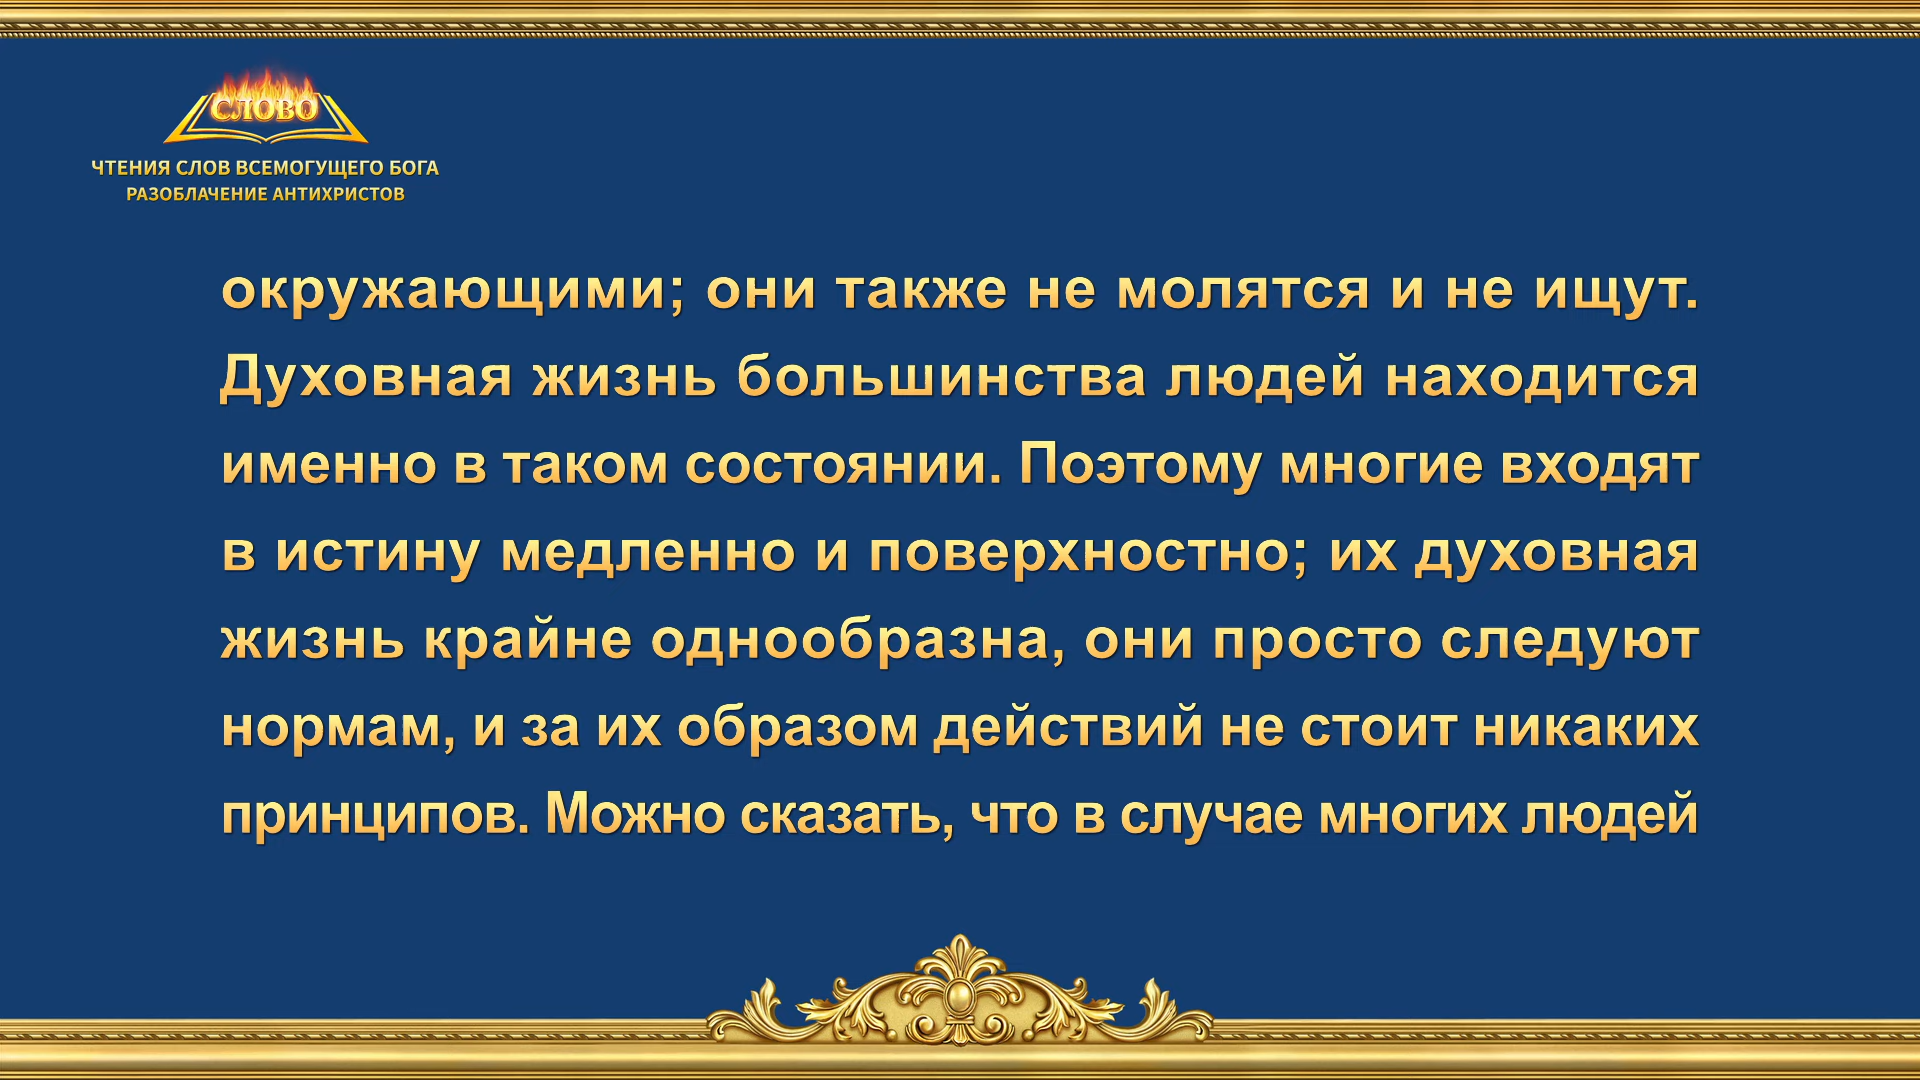 СЛОВО
ЧТЕНИЯ СЛОВ ВСЕМОГУЩЕГО БОГА
РАЗОБЛАЧЕНИЕ АНТИХРИСТОВ
окружающими; они также не молятся и не ищут.
Духовная жизнь большинства людей находится
именно в таком состоянии. Поэтому многие входят
в истину медленно и поверхностно; их духовная
жизнь крайне однообразна, они просто следуют
нормам, и за их образом действий не стоит никаких
принципов. Можно сказать, что в случае многих людей